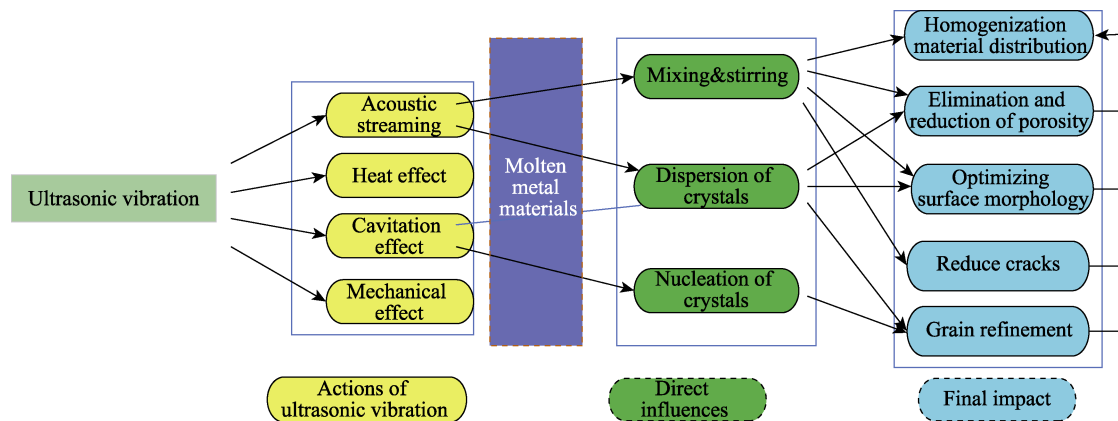 Ultrasonic vibration
Acoustic
streaming
Heat effect
Cavitation
effect
Mechanical
effect
Molten
metal
materials
Mixing&stirring
Dispersion of
crystals
Nucleation of
crystals
Homogenization
material distribution
Elimination and
reduction of porosity
Optimizing
surface morphology
Reduce cracks
Grain refinement
Actions of
ultrasonic vibration
Direct
influences
Final impact